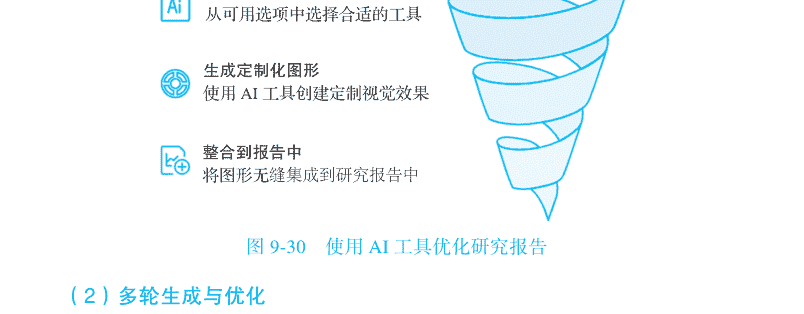 Ai
从可用选项中选择合适的工具
生成定制化图形
使用 AI 工具创建定制视觉效果
整合到报告中
将图形无缝集成到研究报告中
图 9-30 使用 AI 工具优化研究报告
（2）多轮生成与优化